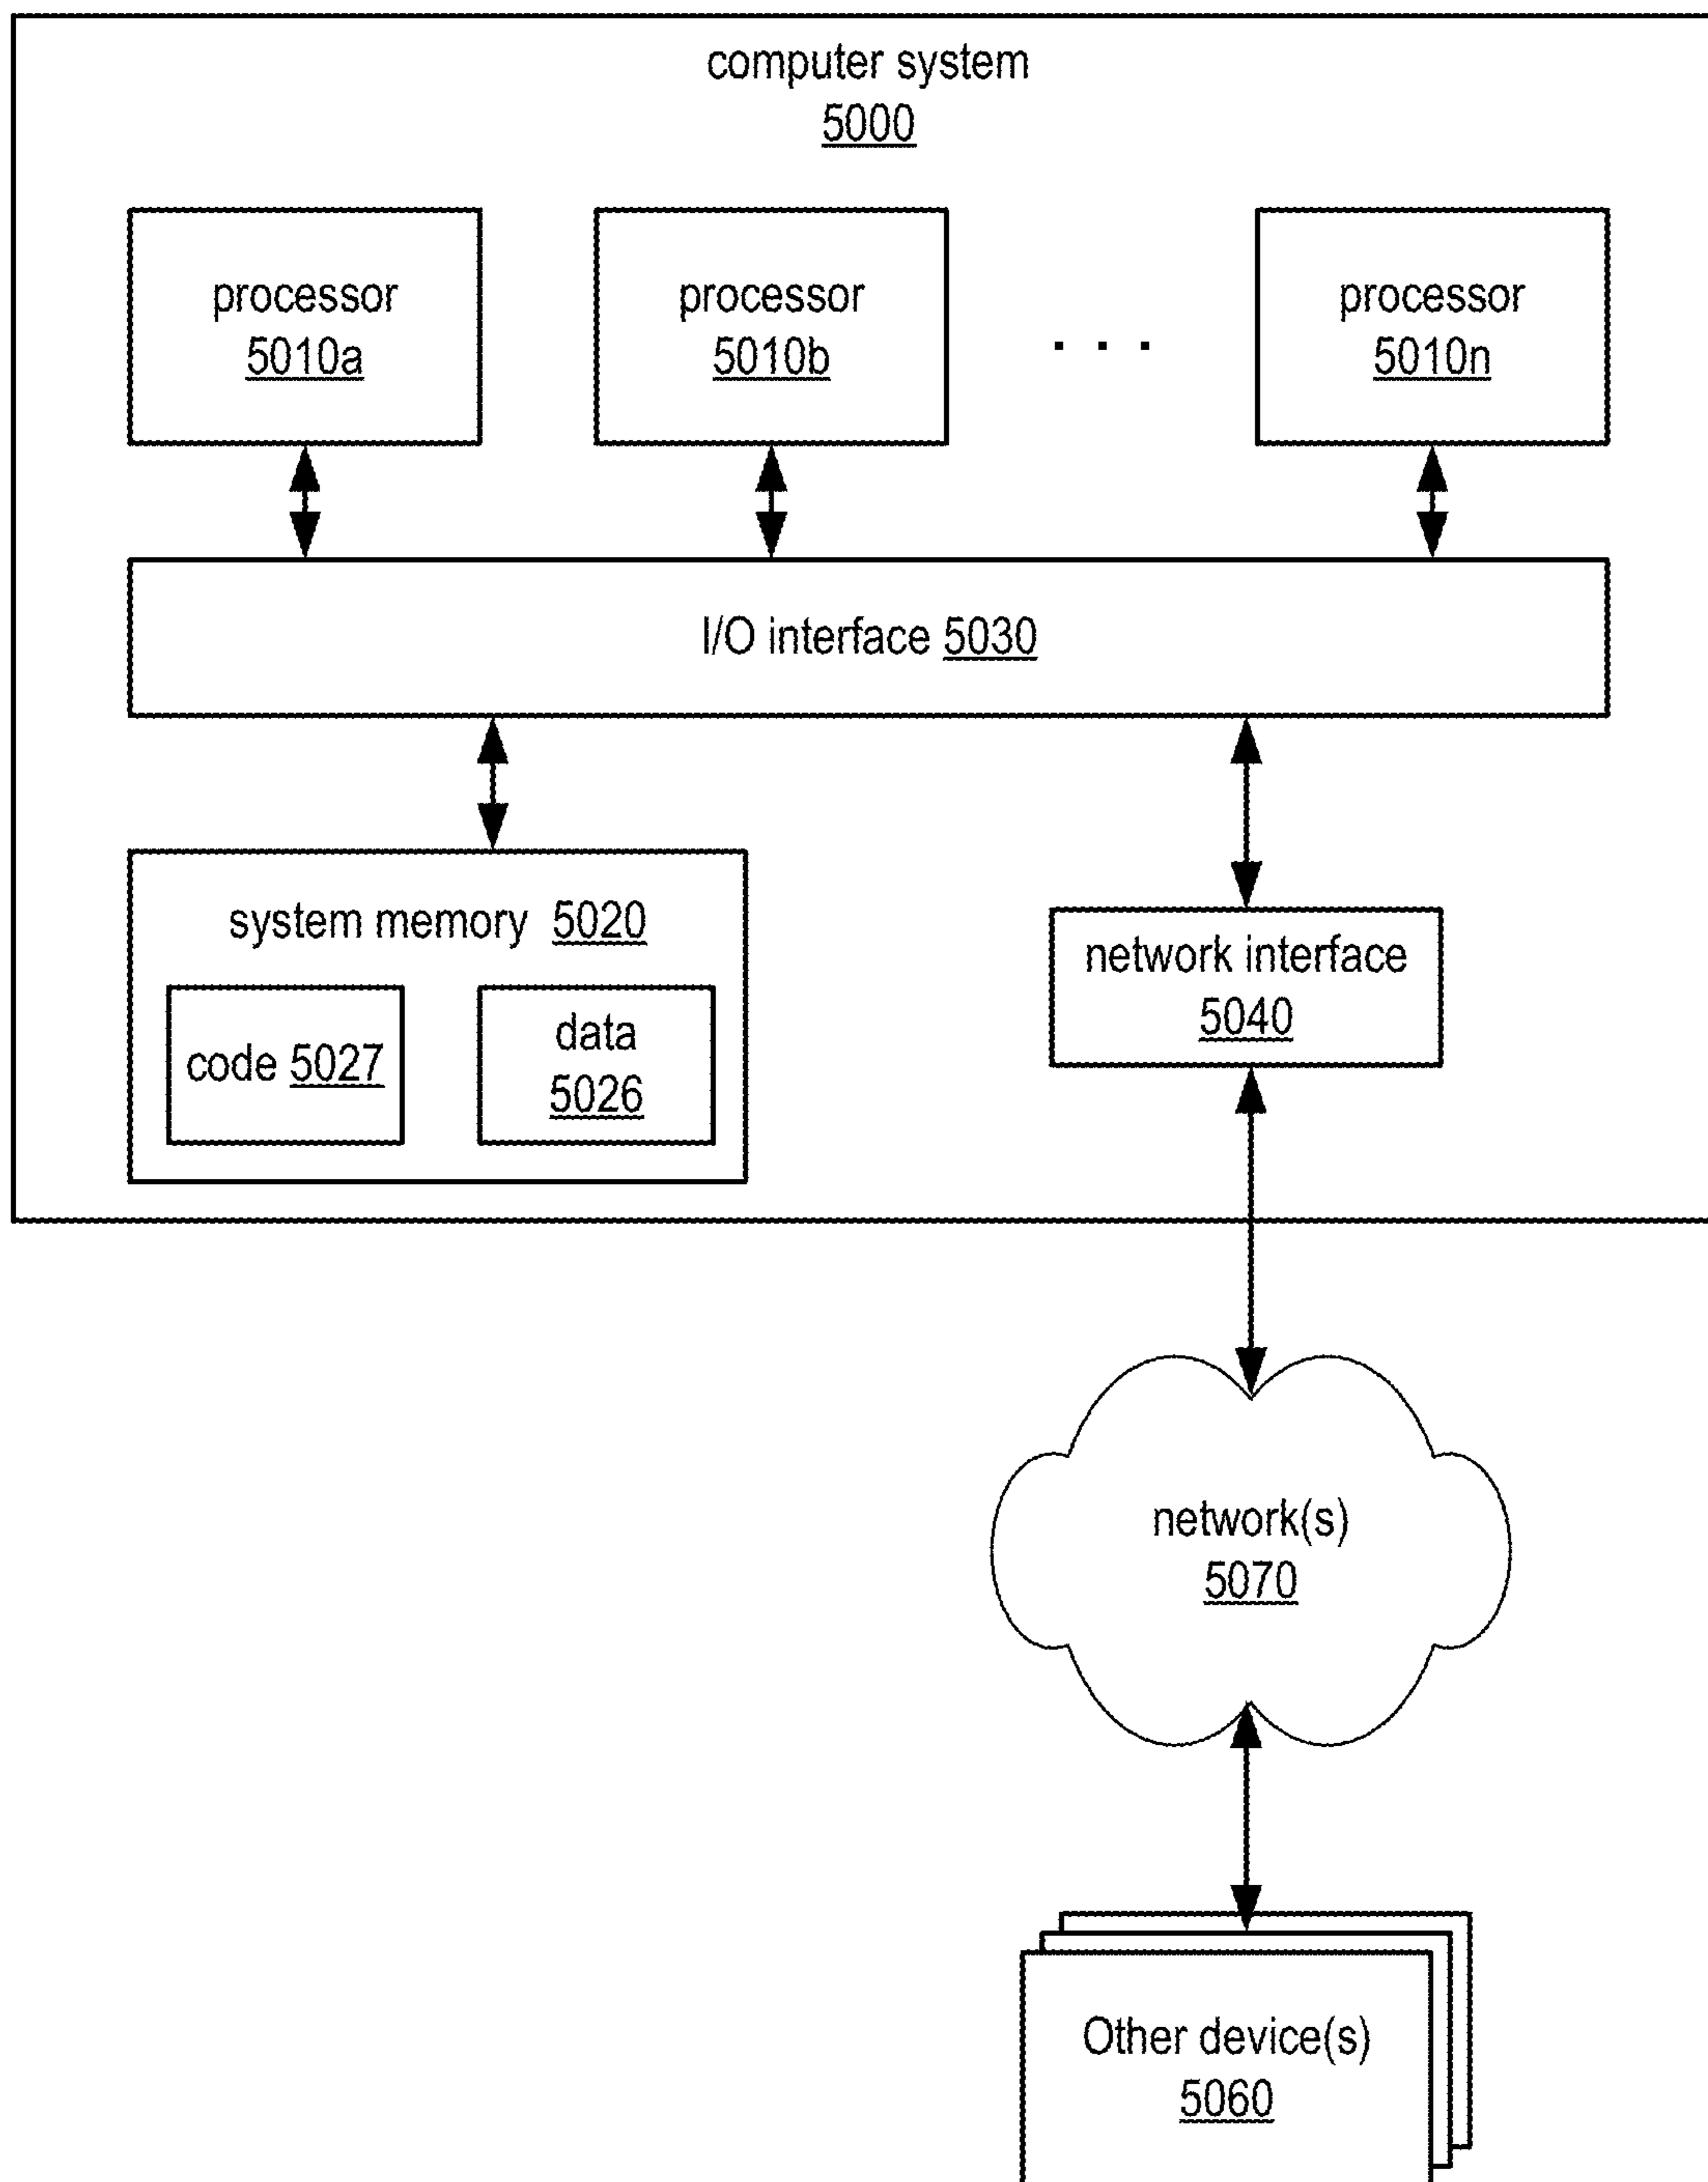 computer system
5000
processor
5010a
processor
5010b
. . .
processor
5010n
I/O interface 5030
system memory 5020
code 5027
data
5026
network interface
5040
network(s)
5070
Other device(s)
5060